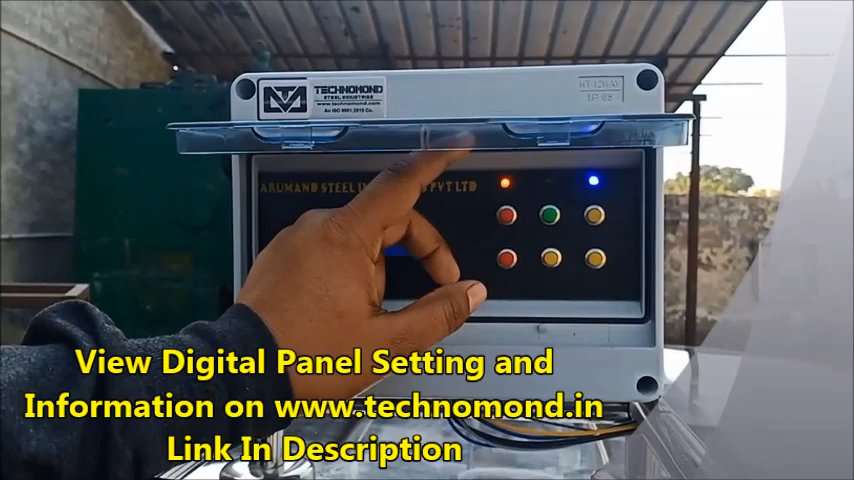 TECHNOMOND
STEEL INDUSTRIES
www.technomond.in
An ISO 9001:2015 Co.
ARUMAND STEEL PVT LTD
View Digital Panel Setting and
Information on www.technomond.in
Link In Description